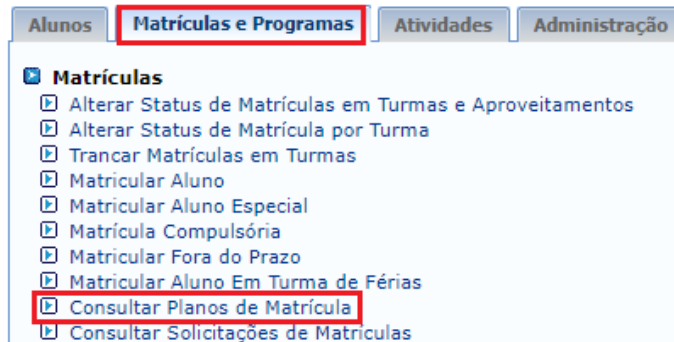 Alunos Matrículas e Programas Atividades Administração
Matrículas
Alterar Status de Matrículas em Turmas e Aproveitamentos
Alterar Status de Matrícula por Turma
Trancar Matrículas em Turmas
Matricular Aluno
Matricular Aluno Especial
Matrícula Compulsória
Matricular Fora do Prazo
Matricular Aluno Em Turma de Férias
Consultar Planos de Matrícula
Consultar Solicitações de Matrículas